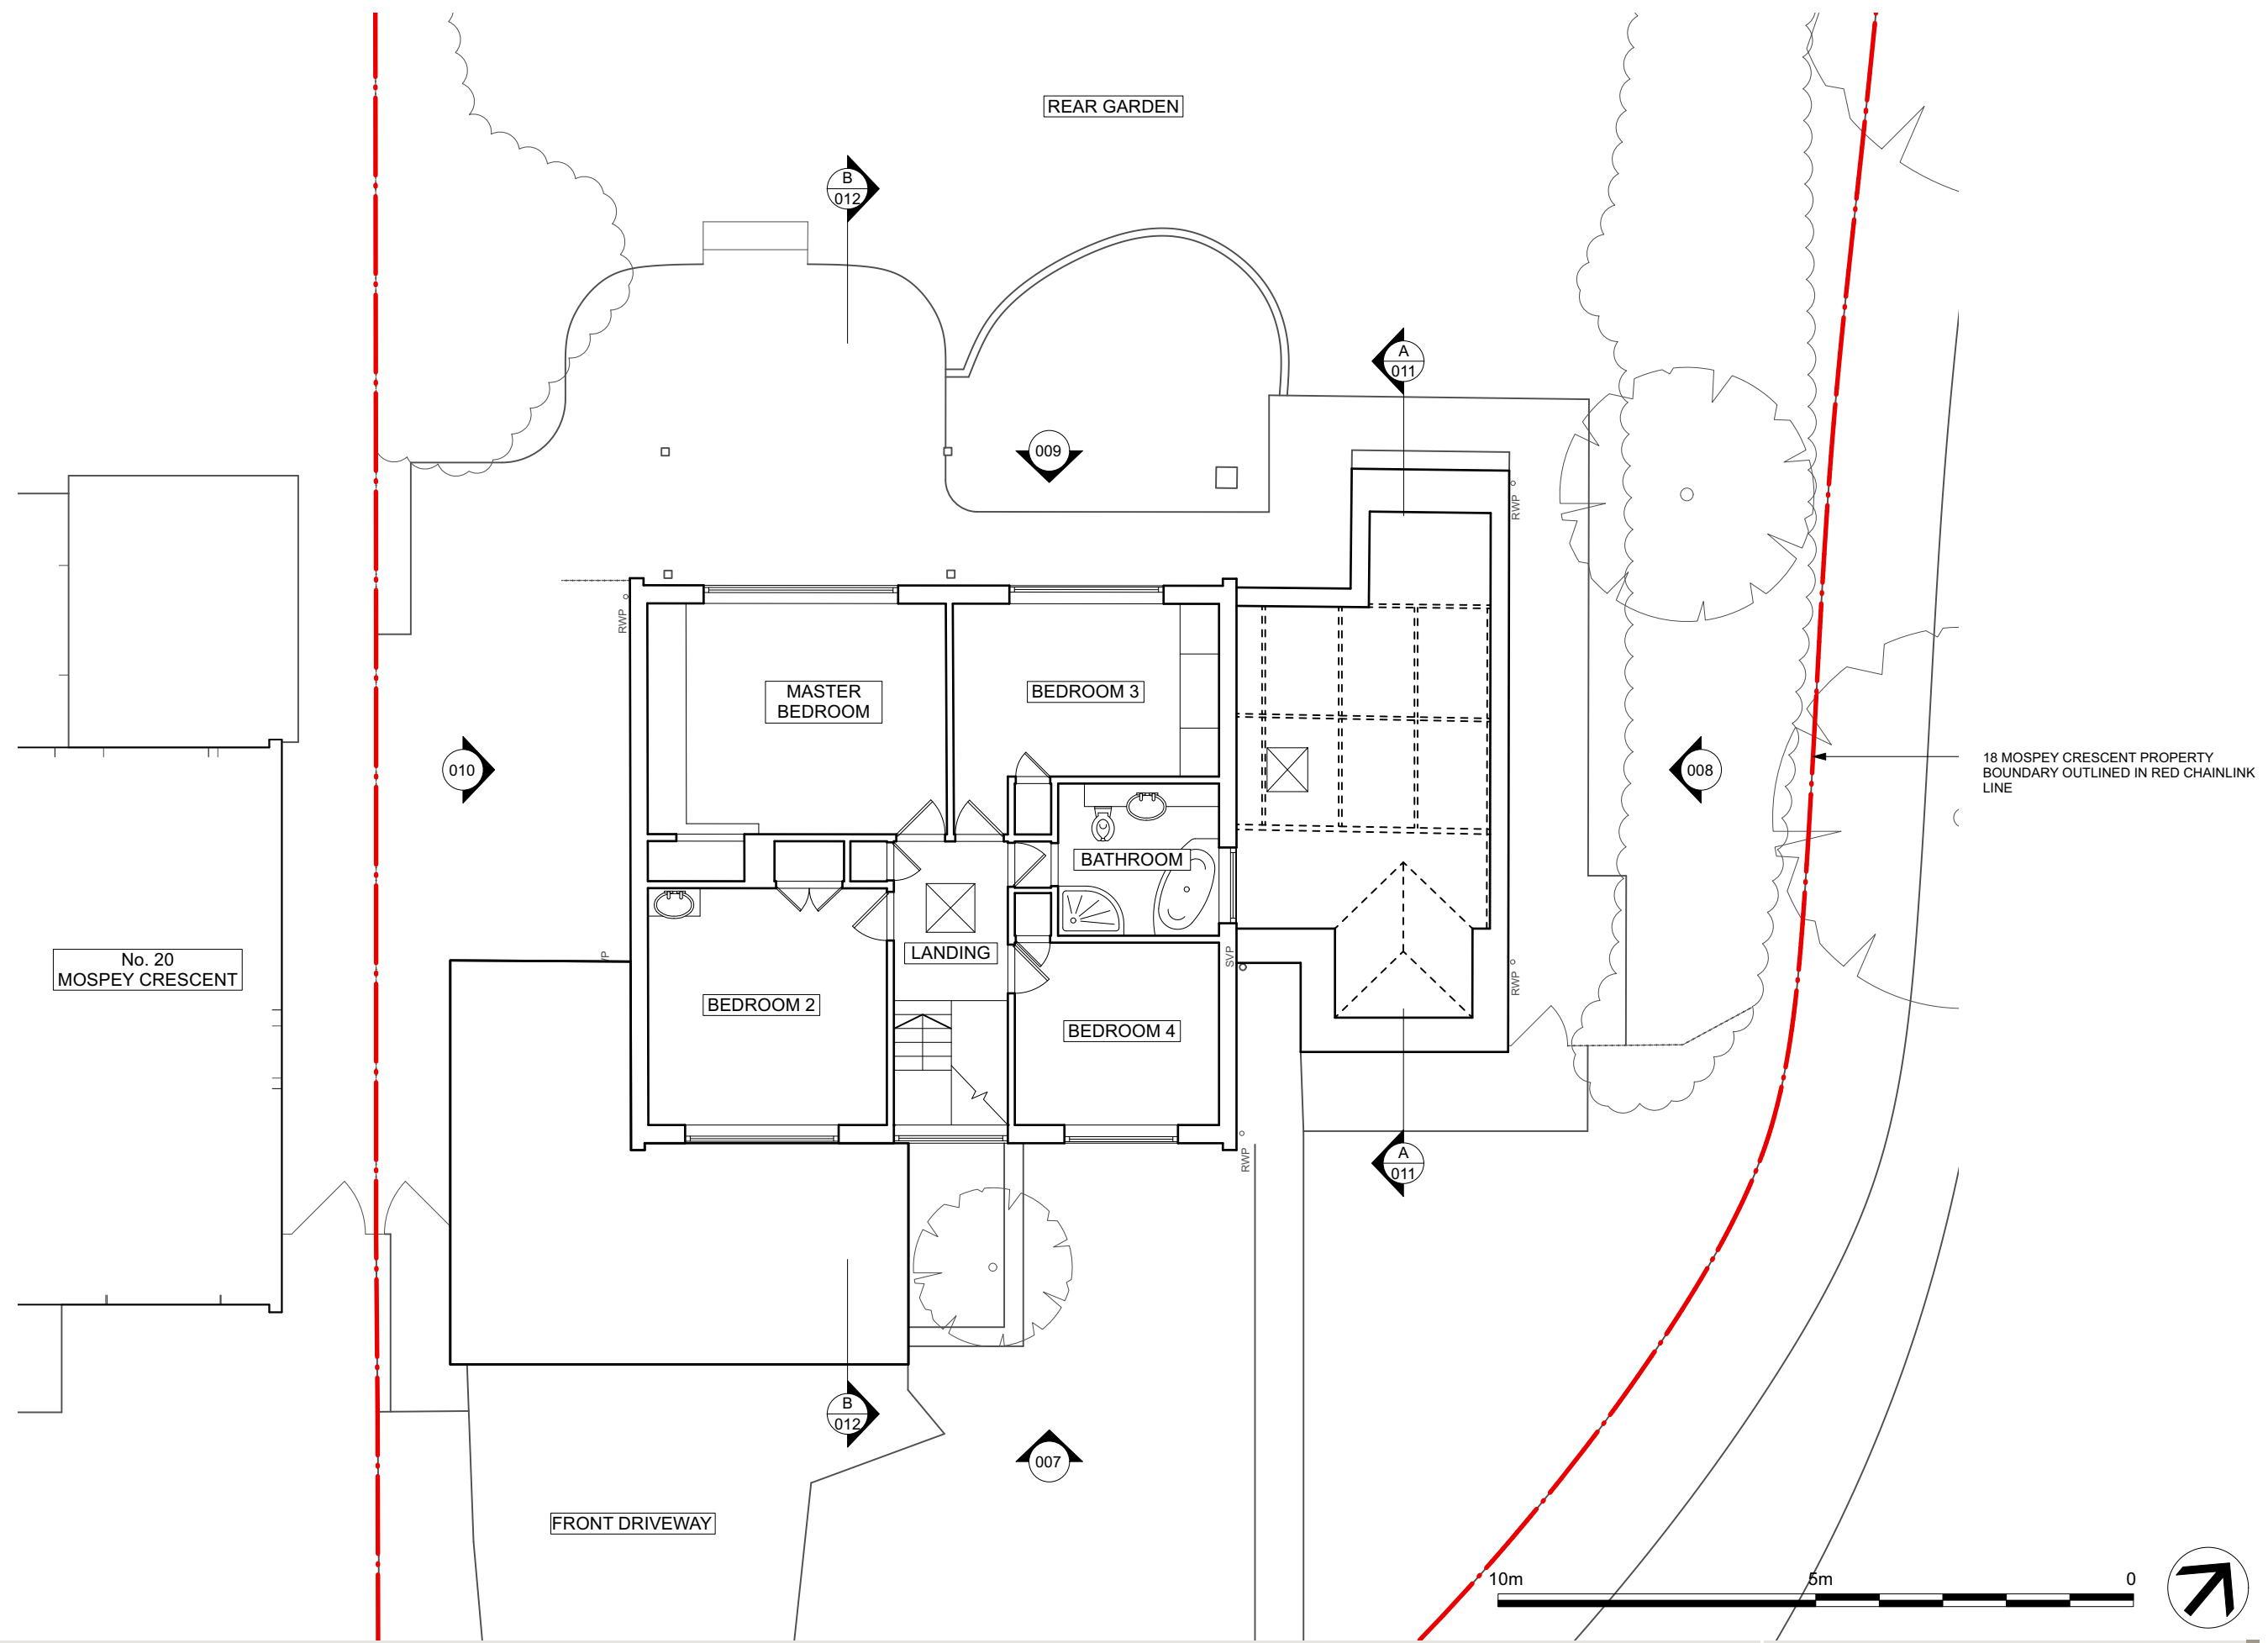 REAR GARDEN
B
012
A
011
009
RWP
RWP
MASTER
BEDROOM
BEDROOM 3
010
008
18 MOSPEY CRESCENT PROPERTY
BOUNDARY OUTLINED IN RED CHAINLINK
LINE
BATHROOM
No. 20
MOSPEY CRESCENT
LANDING
SVP
RWP
BEDROOM 2
BEDROOM 4
RWP
A
011
B
012
007
FRONT DRIVEWAY
10m
5m
0